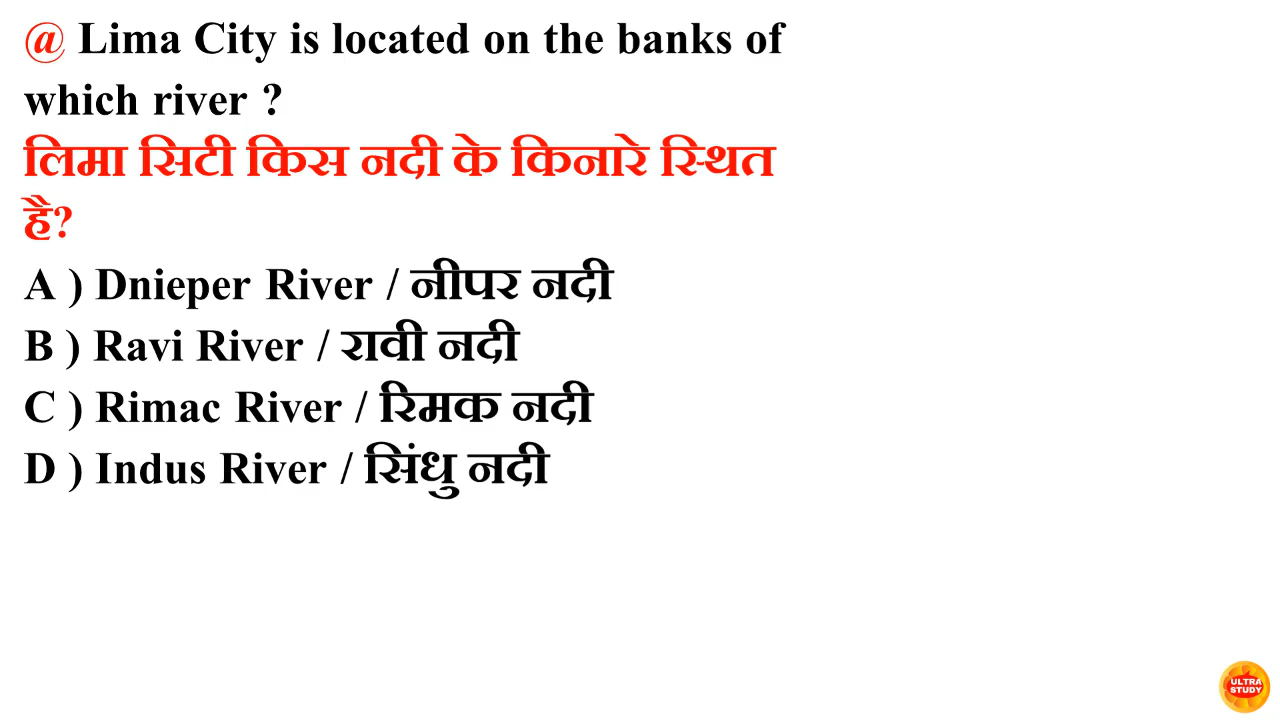 @ Lima City is located on the banks of
which river ?
लिमा सिटी किस नदी के किनारे स्थित
है?
A ) Dnieper River / नीपर नदी
B ) Ravi River / रावी नदी
C ) Rimac River / रिमक नदी
D ) Indus River / सिंधु नदी
ULTRA
STUDY